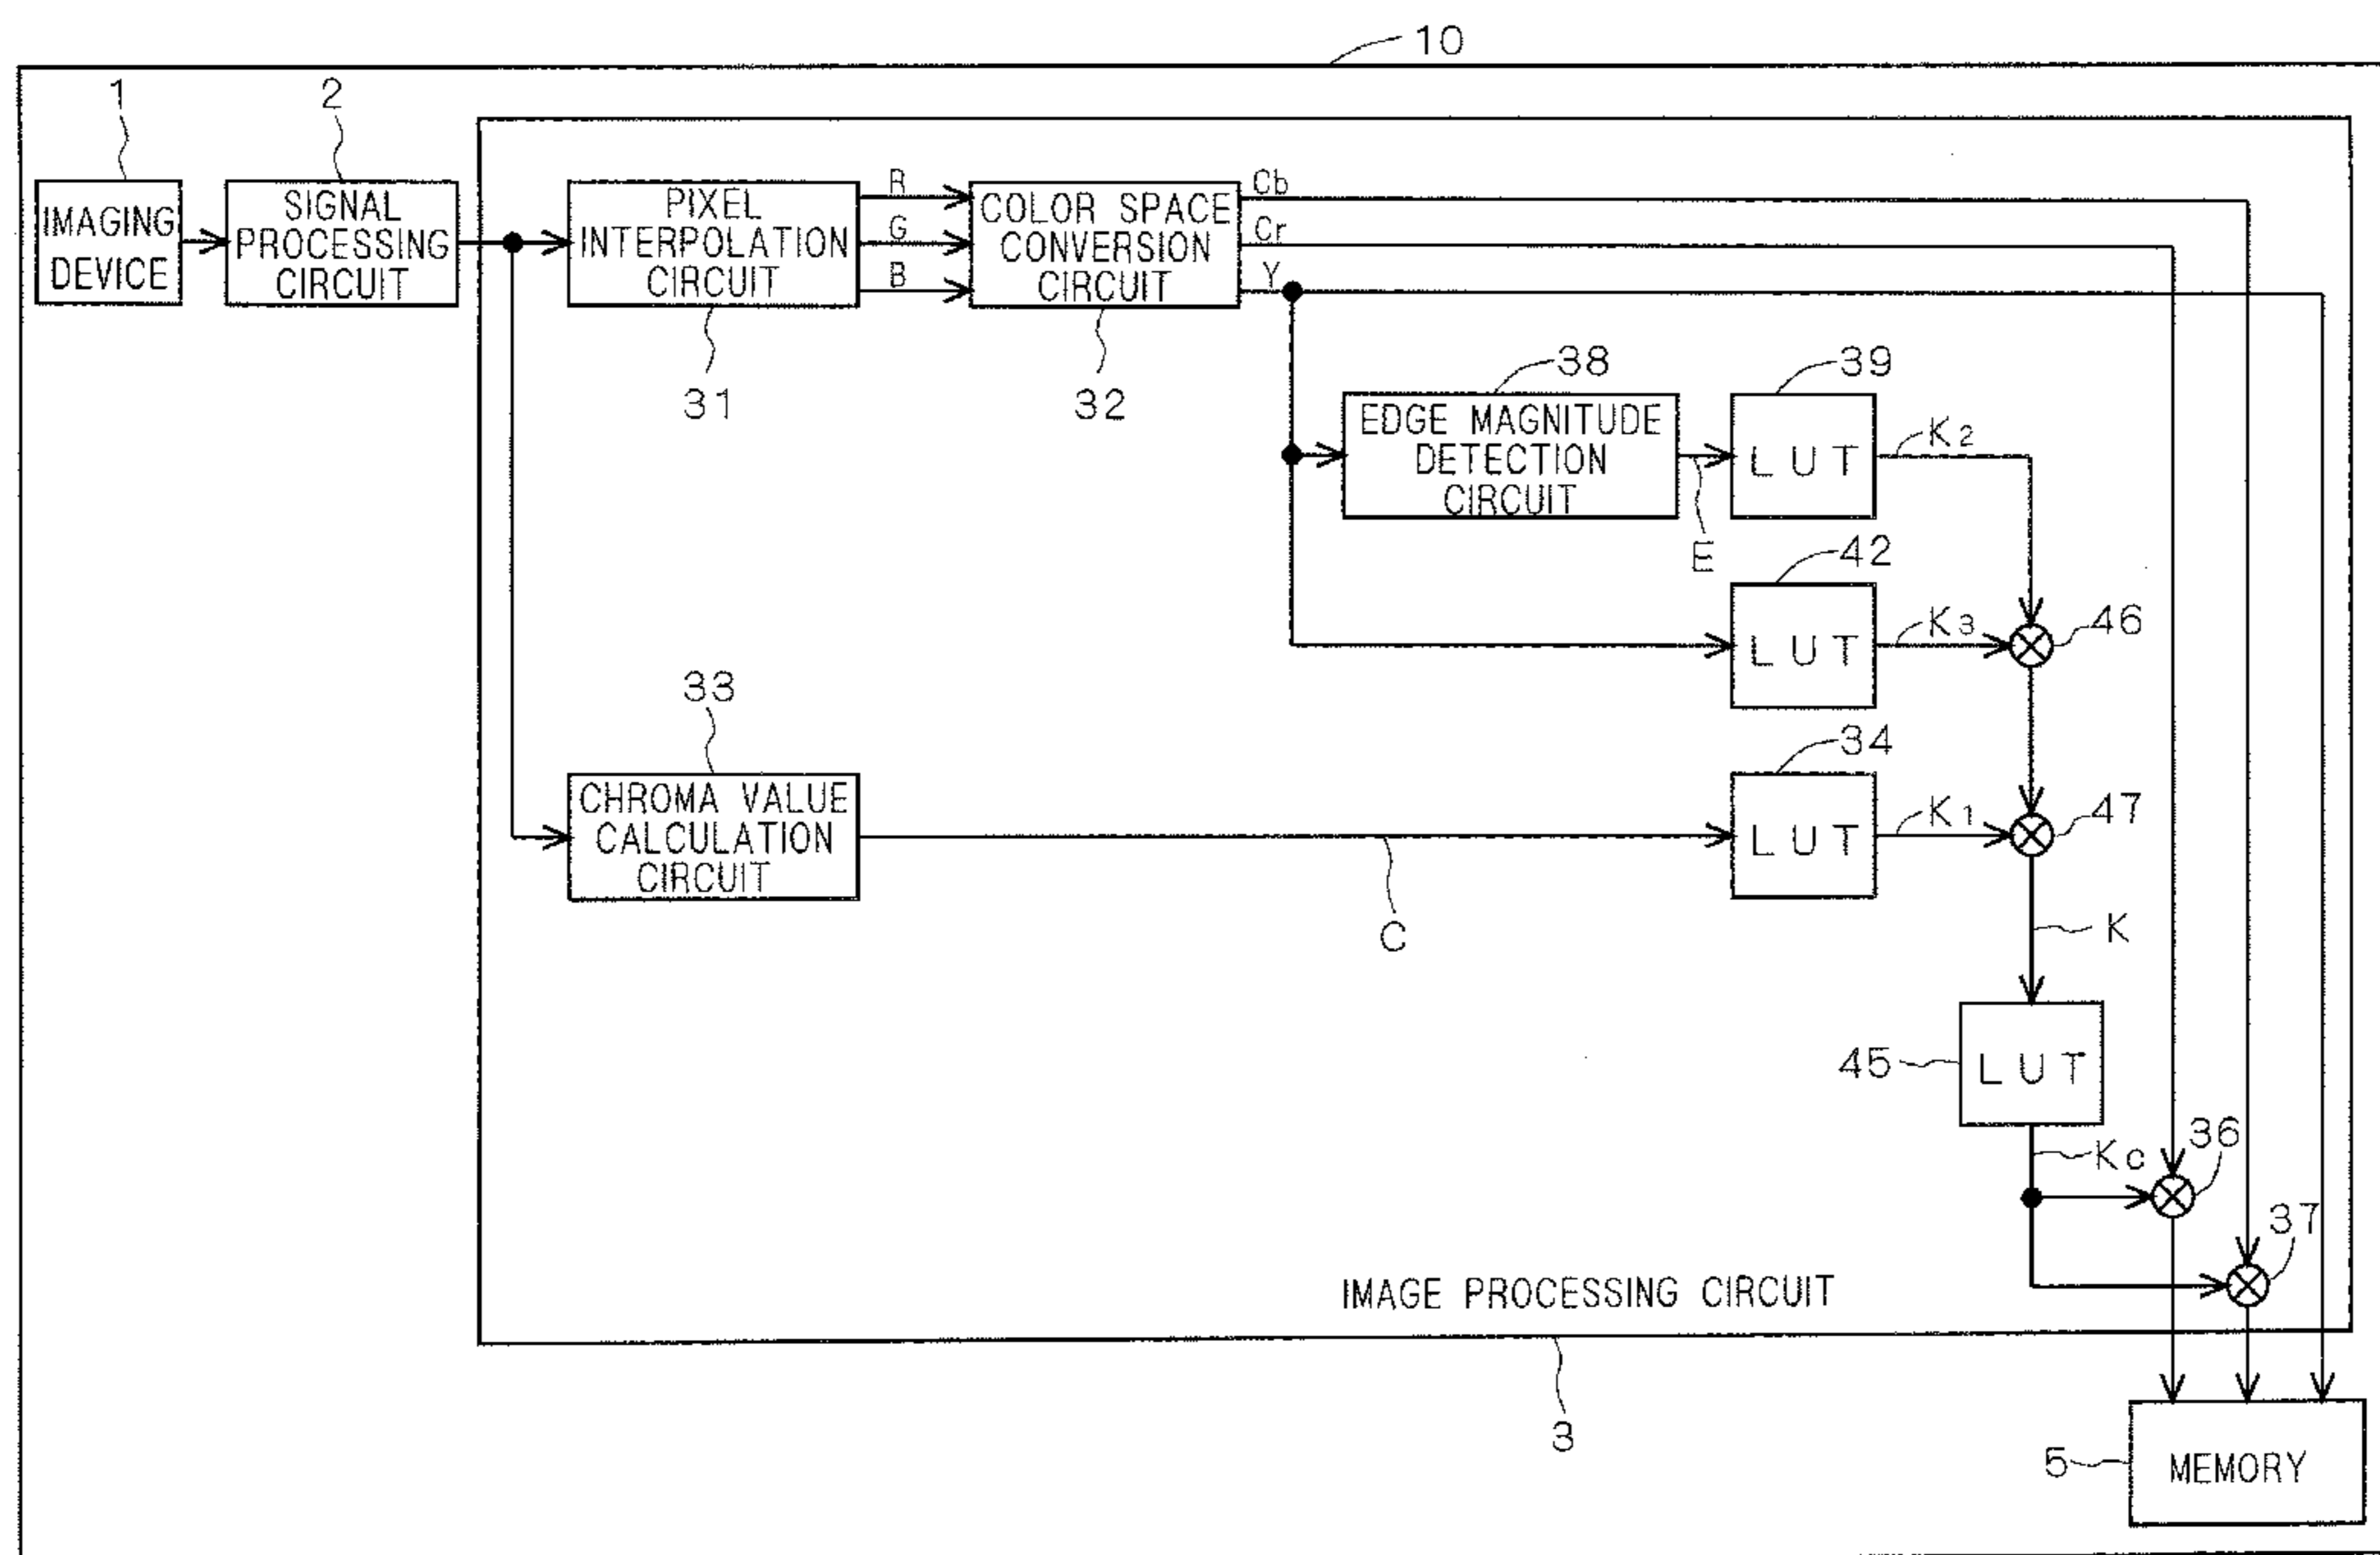 10
1
2
IMAGING
DEVICE
SIGNAL
PROCESSING
CIRCUIT
PIXEL
INTERPOLATION
CIRCUIT
R
G
B
COLOR SPACE
CONVERSION
CIRCUIT
Cb
Cr
Y
31
32
38
39
EDGE MAGNITUDE
DETECTION
CIRCUIT
E
LUT
K2
42
LUT
K3
46
33
CHROMA VALUE
CALCULATION
CIRCUIT
C
34
LUT
K1
47
K
45
LUT
Kc
36
37
IMAGE PROCESSING CIRCUIT
3
5
MEMORY